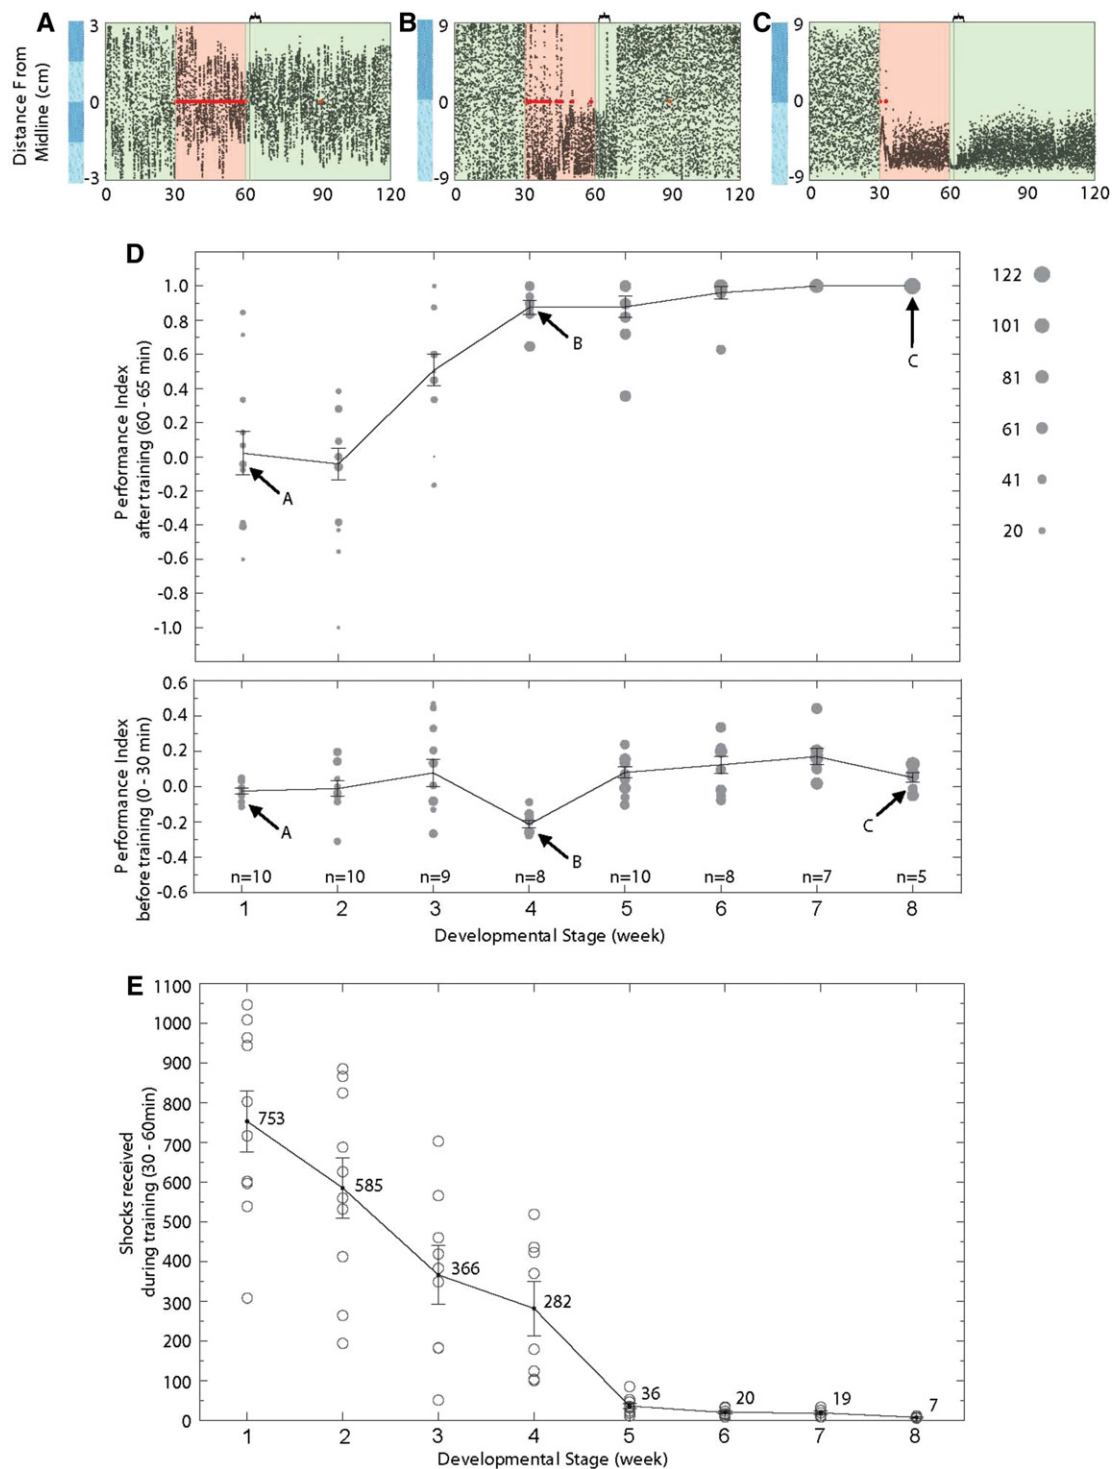 A
B
C
Distance From
Midline (cm)
3
0
-3
0
30
60
90
120
9
0
-9
0
30
60
90
120
9
0
-9
0
30
60
90
120
D
Performance Index
after training (60 - 65 min)
1.0
0.8
0.6
0.4
0.2
0.0
-0.2
-0.4
-0.6
-0.8
-1.0
A
B
C
122
101
81
61
41
20
Performance Index
before training (0 - 30 min)
0.6
0.4
0.2
0.0
-0.2
-0.4
-0.6
A
B
C
n=10
n=10
n=9
n=8
n=10
n=8
n=7
n=5
1
2
3
4
5
6
7
8
Developmental Stage (week)
E
Shocks received
during training (30 - 60min)
1100
1000
900
800
700
600
500
400
300
200
100
0
753
585
366
282
36
20
19
7
1
2
3
4
5
6
7
8
Developmental Stage (week)